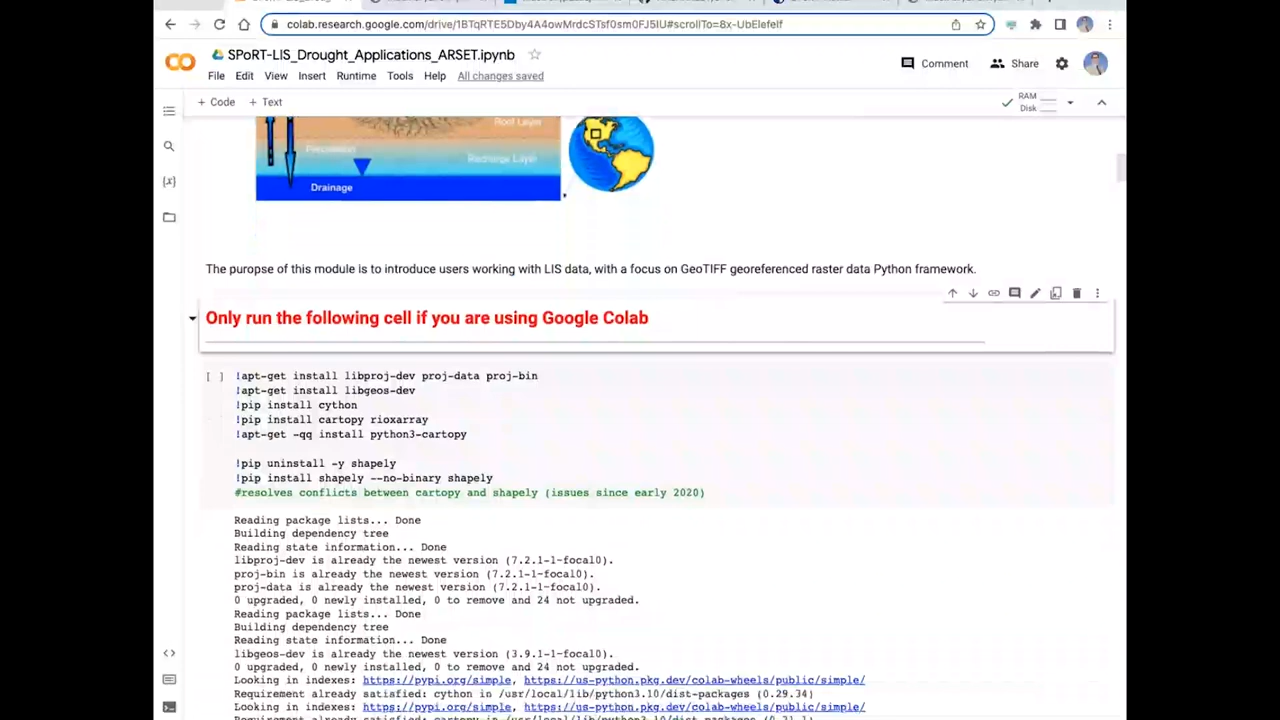 colab.research.google.com/drive/1BTqRTE5Dby4A4owMrdcSTsf0sm0FJ5IU#scrollTo=8x-UbElefelf
SPoRT-LIS_Drought_Applications_ARSET.ipynb
Comment
Share
File Edit View Insert Runtime Tools Help All changes saved
+ Code + Text
RAM
Disk
Root Layer
Recharge Layer
Drainage
The puropse of this module is to introduce users working with LIS data, with a focus on GeoTIFF georeferenced raster data Python framework.
Only run the following cell if you are using Google Colab
[ ] !apt-get install libproj-dev proj-data proj-bin
!apt-get install libgeos-dev
!pip install cython
!pip install cartopy rioxarray
!apt-get -qq install python3-cartopy
!pip uninstall -y shapely
!pip install shapely --no-binary shapely
#resolves conflicts between cartopy and shapely (issues since early 2020)
Reading package lists... Done
Building dependency tree
Reading state information... Done
libproj-dev is already the newest version (7.2.1-1~focal0).
proj-bin is already the newest version (7.2.1-1~focal0).
proj-data is already the newest version (7.2.1-1~focal0).
0 upgraded, 0 newly installed, 0 to remove and 24 not upgraded.
Reading package lists... Done
Building dependency tree
Reading state information... Done
libgeos-dev is already the newest version (3.9.1-1~focal0).
0 upgraded, 0 newly installed, 0 to remove and 24 not upgraded.
Looking in indexes: https://pypi.org/simple, https://us-python.pkg.dev/colab-wheels/public/simple/
Requirement already satisfied: cython in /usr/local/lib/python3.10/dist-packages (0.29.34)
Looking in indexes: https://pypi.org/simple, https://us-python.pkg.dev/colab-wheels/public/simple/